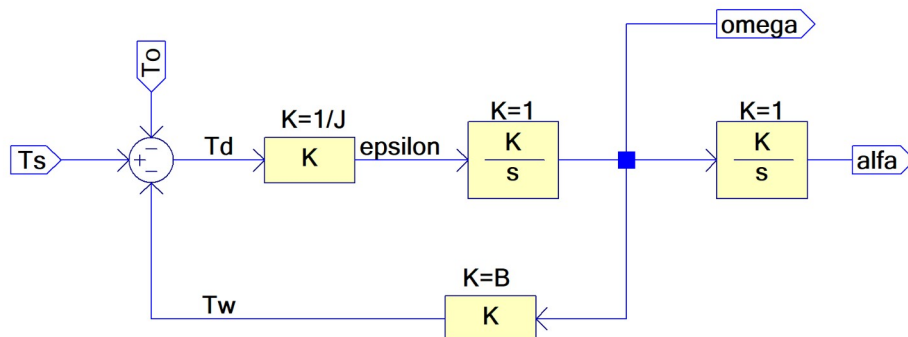 omega
To
K=1/J
K=1
K=1
Ts
+
−
−
Td
K
epsilon
K
s
K
s
alfa
K=B
Tw
K